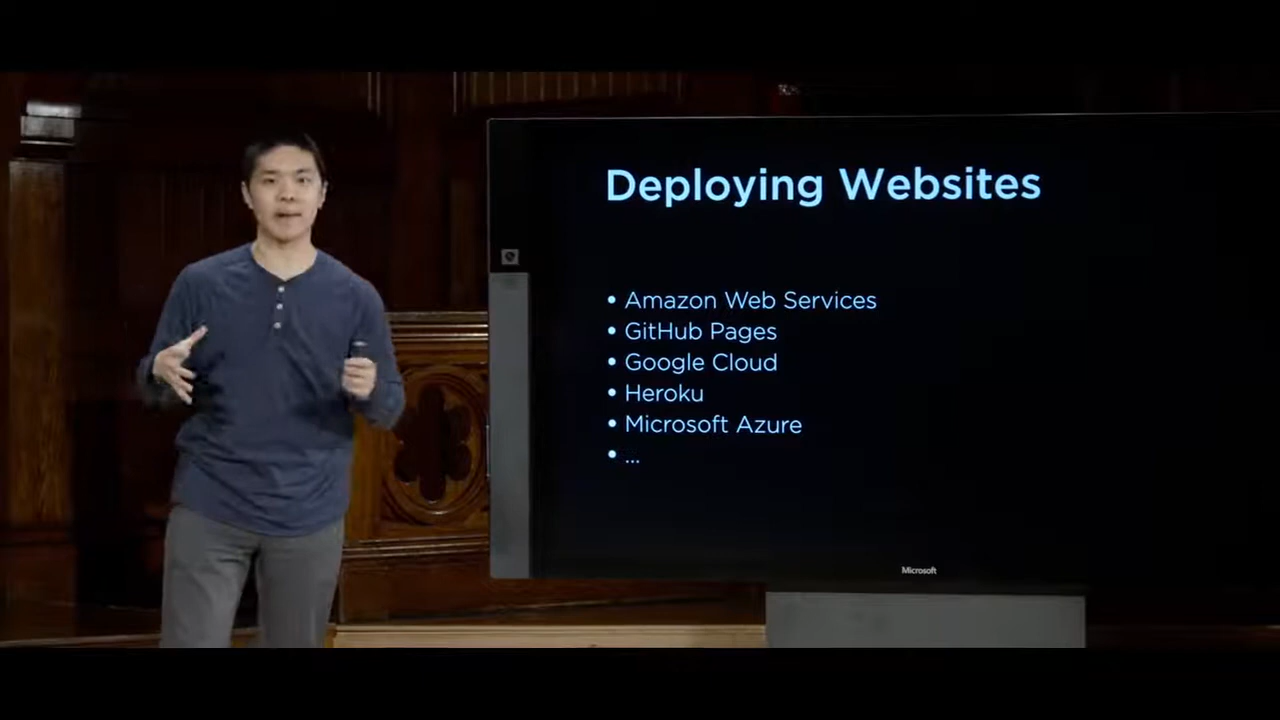 Deploying Websites
• Amazon Web Services
• GitHub Pages
• Google Cloud
• Heroku
• Microsoft Azure
• ...
Microsoft